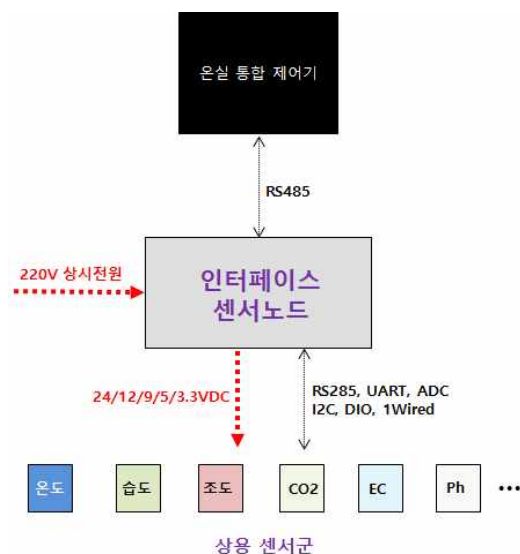 온실 통합 제어기
RS485
220V 상시전원
인터페이스
센서노드
24/12/9/5/3.3VDC
RS285, UART, ADC
I2C, DIO, 1Wired
온도
습도
조도
CO2
EC
Ph
•••
상용 센서군